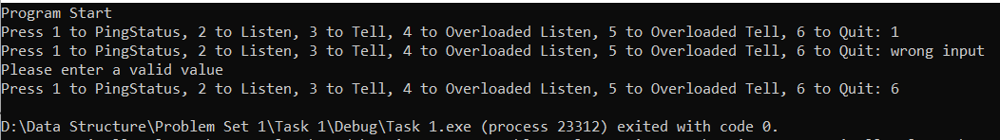 Program Start
Press 1 to PingStatus, 2 to Listen, 3 to Tell, 4 to Overloaded Listen, 5 to Overloaded Tell, 6 to Quit: 1
Press 1 to PingStatus, 2 to Listen, 3 to Tell, 4 to Overloaded Listen, 5 to Overloaded Tell, 6 to Quit: wrong input
Please enter a valid value
Press 1 to PingStatus, 2 to Listen, 3 to Tell, 4 to Overloaded Listen, 5 to Overloaded Tell, 6 to Quit: 6
D:\Data Structure\Problem Set 1\Task 1\Debug\Task 1.exe (process 23312) exited with code 0.